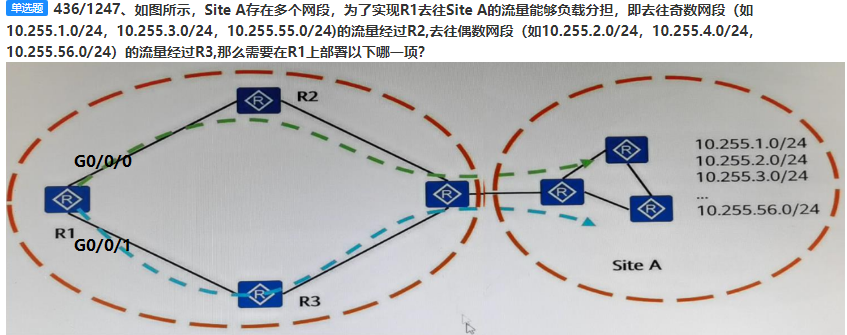 单选题 436/1247、如图所示，Site A存在多个网段，为了实现R1去往Site A的流量能够负载分担，即去往奇数网段（如
10.255.1.0/24，10.255.3.0/24，10.255.55.0/24)的流量经过R2,去往偶数网段（如10.255.2.0/24，10.255.4.0/24，
10.255.56.0/24）的流量经过R3,那么需要在R1上部署以下哪一项？
R
R2
G0/0/0
R
10.255.1.0/24
10.255.2.0/24
10.255.3.0/24
...
10.255.56.0/24
R
R
R
R
R1
G0/0/1
Site A
R
R3